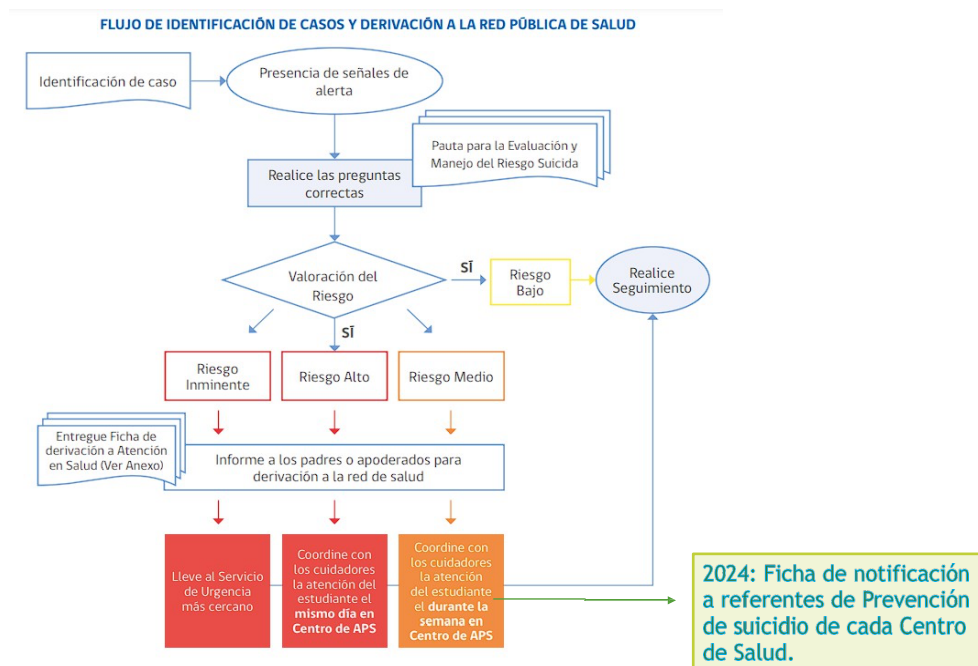 FLUJO DE IDENTIFICACIÓN DE CASOS Y DERIVACIÓN A LA RED PÚBLICA DE SALUD
Identificación de caso
Presencia de señales de
alerta
Pauta para la Evaluación y
Manejo del Riesgo Suicida
Realice las preguntas
correctas
Valoración del
Riesgo
SÍ
Riesgo
Bajo
Realice
Seguimiento
SÍ
Riesgo
Inminente
Riesgo Alto
Riesgo Medio
Entregue Ficha de
derivación a Atención
en Salud (Ver Anexo)
Informe a los padres o apoderados para
derivación a la red de salud
Lleve al Servicio
de Urgencia
más cercano
Coordine con
los cuidadores
la atención del
estudiante el
mismo día en
Centro de APS
Coordine con
los cuidadores
la atención
del estudiante
el durante la
semana en
Centro de APS
2024: Ficha de notificación
a referentes de Prevención
de suicidio de cada Centro
de Salud.